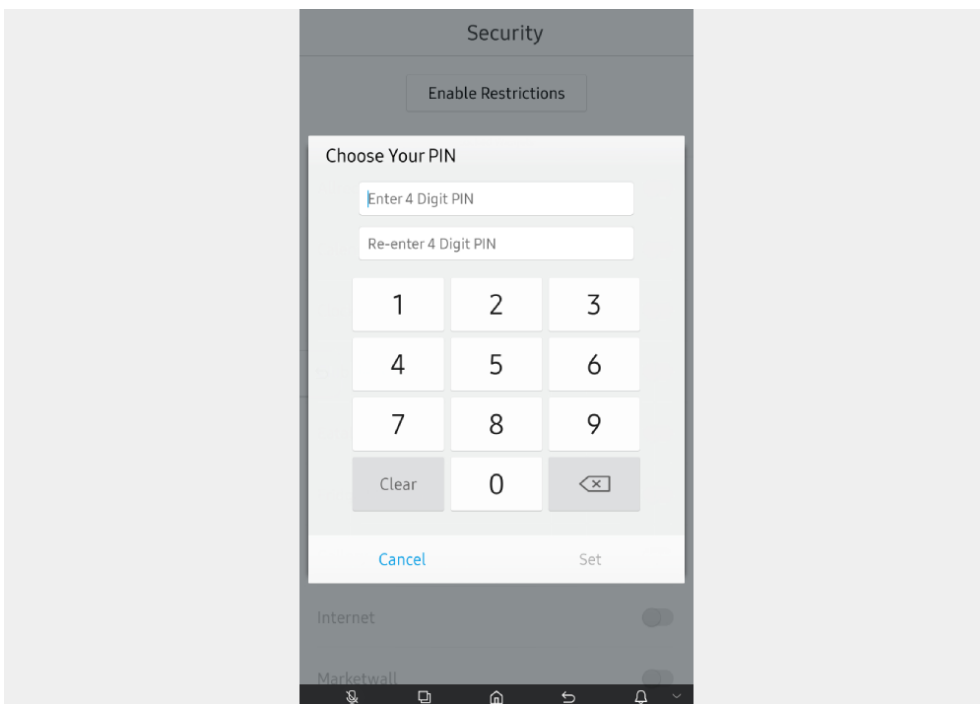 Security
Enable Restrictions
Choose Your PIN
Enter 4 Digit PIN
Re-enter 4 Digit PIN
1 2 3
4 5 6
7 8 9
Clear 0
Cancel Set
Internet
Marketwall